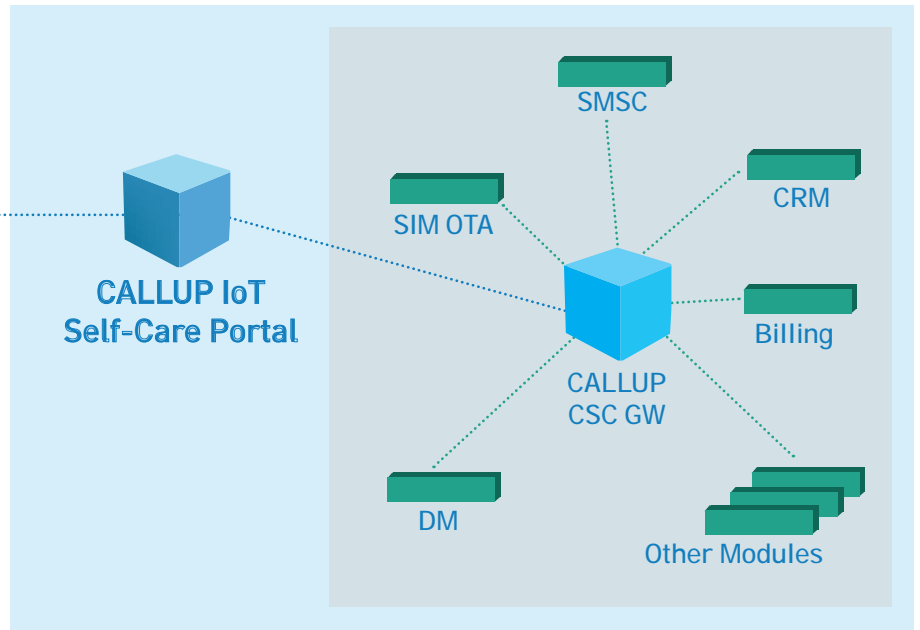 SMSC
CRM
SIM OTA
CALLUP IoT
Self-Care Portal
Billing
CALLUP
CSC GW
DM
Other Modules